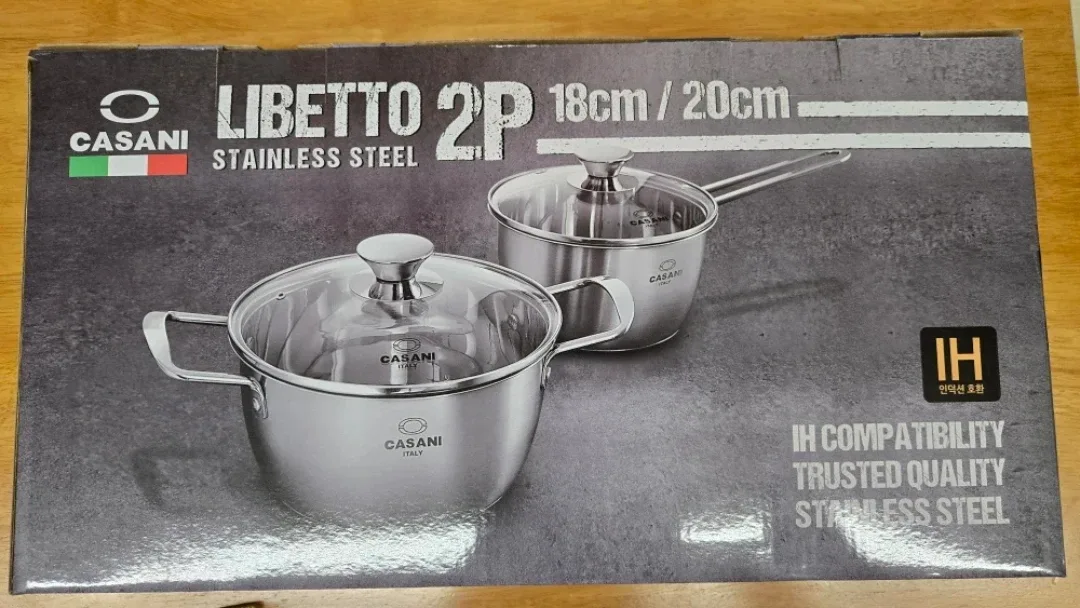 CASANI
LIBETTO 2P 18cm / 20cm
STAINLESS STEEL
CASANI
CASANI
ITALY
CASANI
ITALY
CASANI
ITALY
IH
인덕션 호환
IH COMPATIBILITY
TRUSTED QUALITY
STAINLESS STEEL